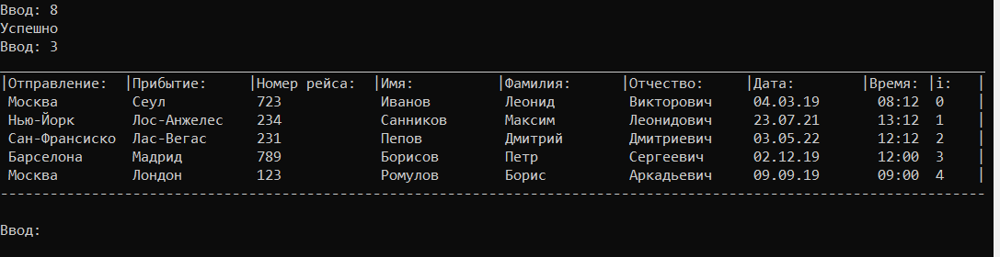 Ввод: 8
Успешно
Ввод: 3
|Отправление: |Прибытие: |Номер рейса: |Имя: |Фамилия: |Отчество: |Дата: |Время: |i: |
Москва Сеул 723 Иванов Леонид Викторович 04.03.19 08:12 0 |
Нью-Йорк Лос-Анжелес 234 Санников Максим Леонидович 23.07.21 13:12 1 |
Сан-Франсиско Лас-Вегас 231 Пепов Дмитрий Дмитриевич 03.05.22 12:12 2 |
Барселона Мадрид 789 Борисов Петр Сергеевич 02.12.19 12:00 3 |
Москва Лондон 123 Ромулов Борис Аркадьевич 09.09.19 09:00 4 |
Ввод: